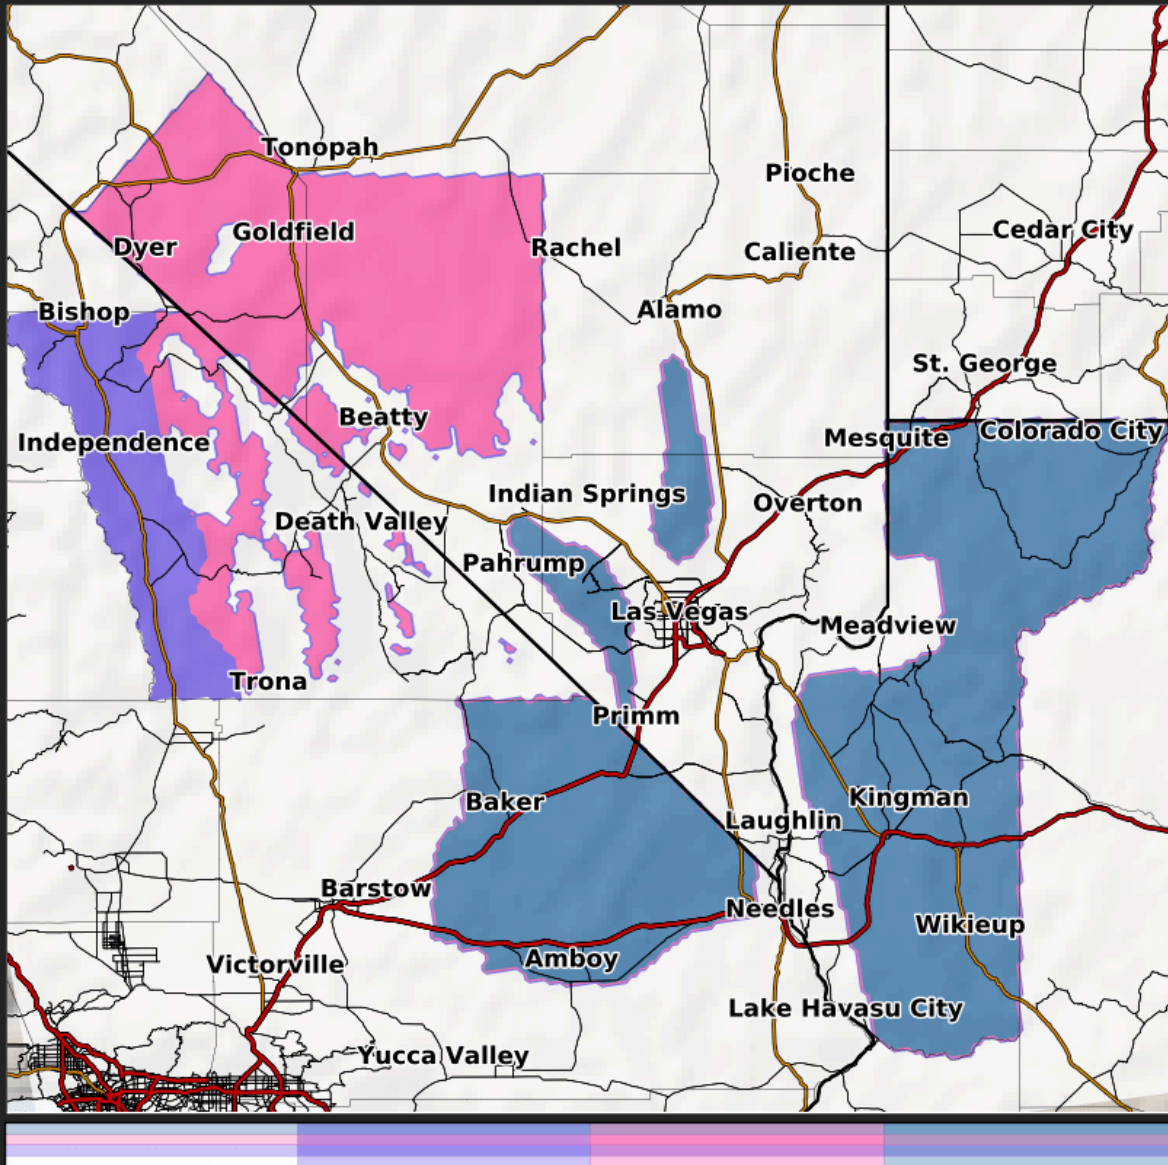 Tonopah
Pioche
Cedar City
Goldfield
Dyer
Rachel
Caliente
Bishop
Alamo
St. George
Beatty
Colorado City
Mesquite
Independence
Indian Springs
Overton
Death Valley
Pahrump
Las Vegas
Meadview
Trona
Primm
Kingman
Baker
Laughlin
Barstow
Needles
Wikieup
Amboy
Victorville
Lake Havasu City
Yucca Valley